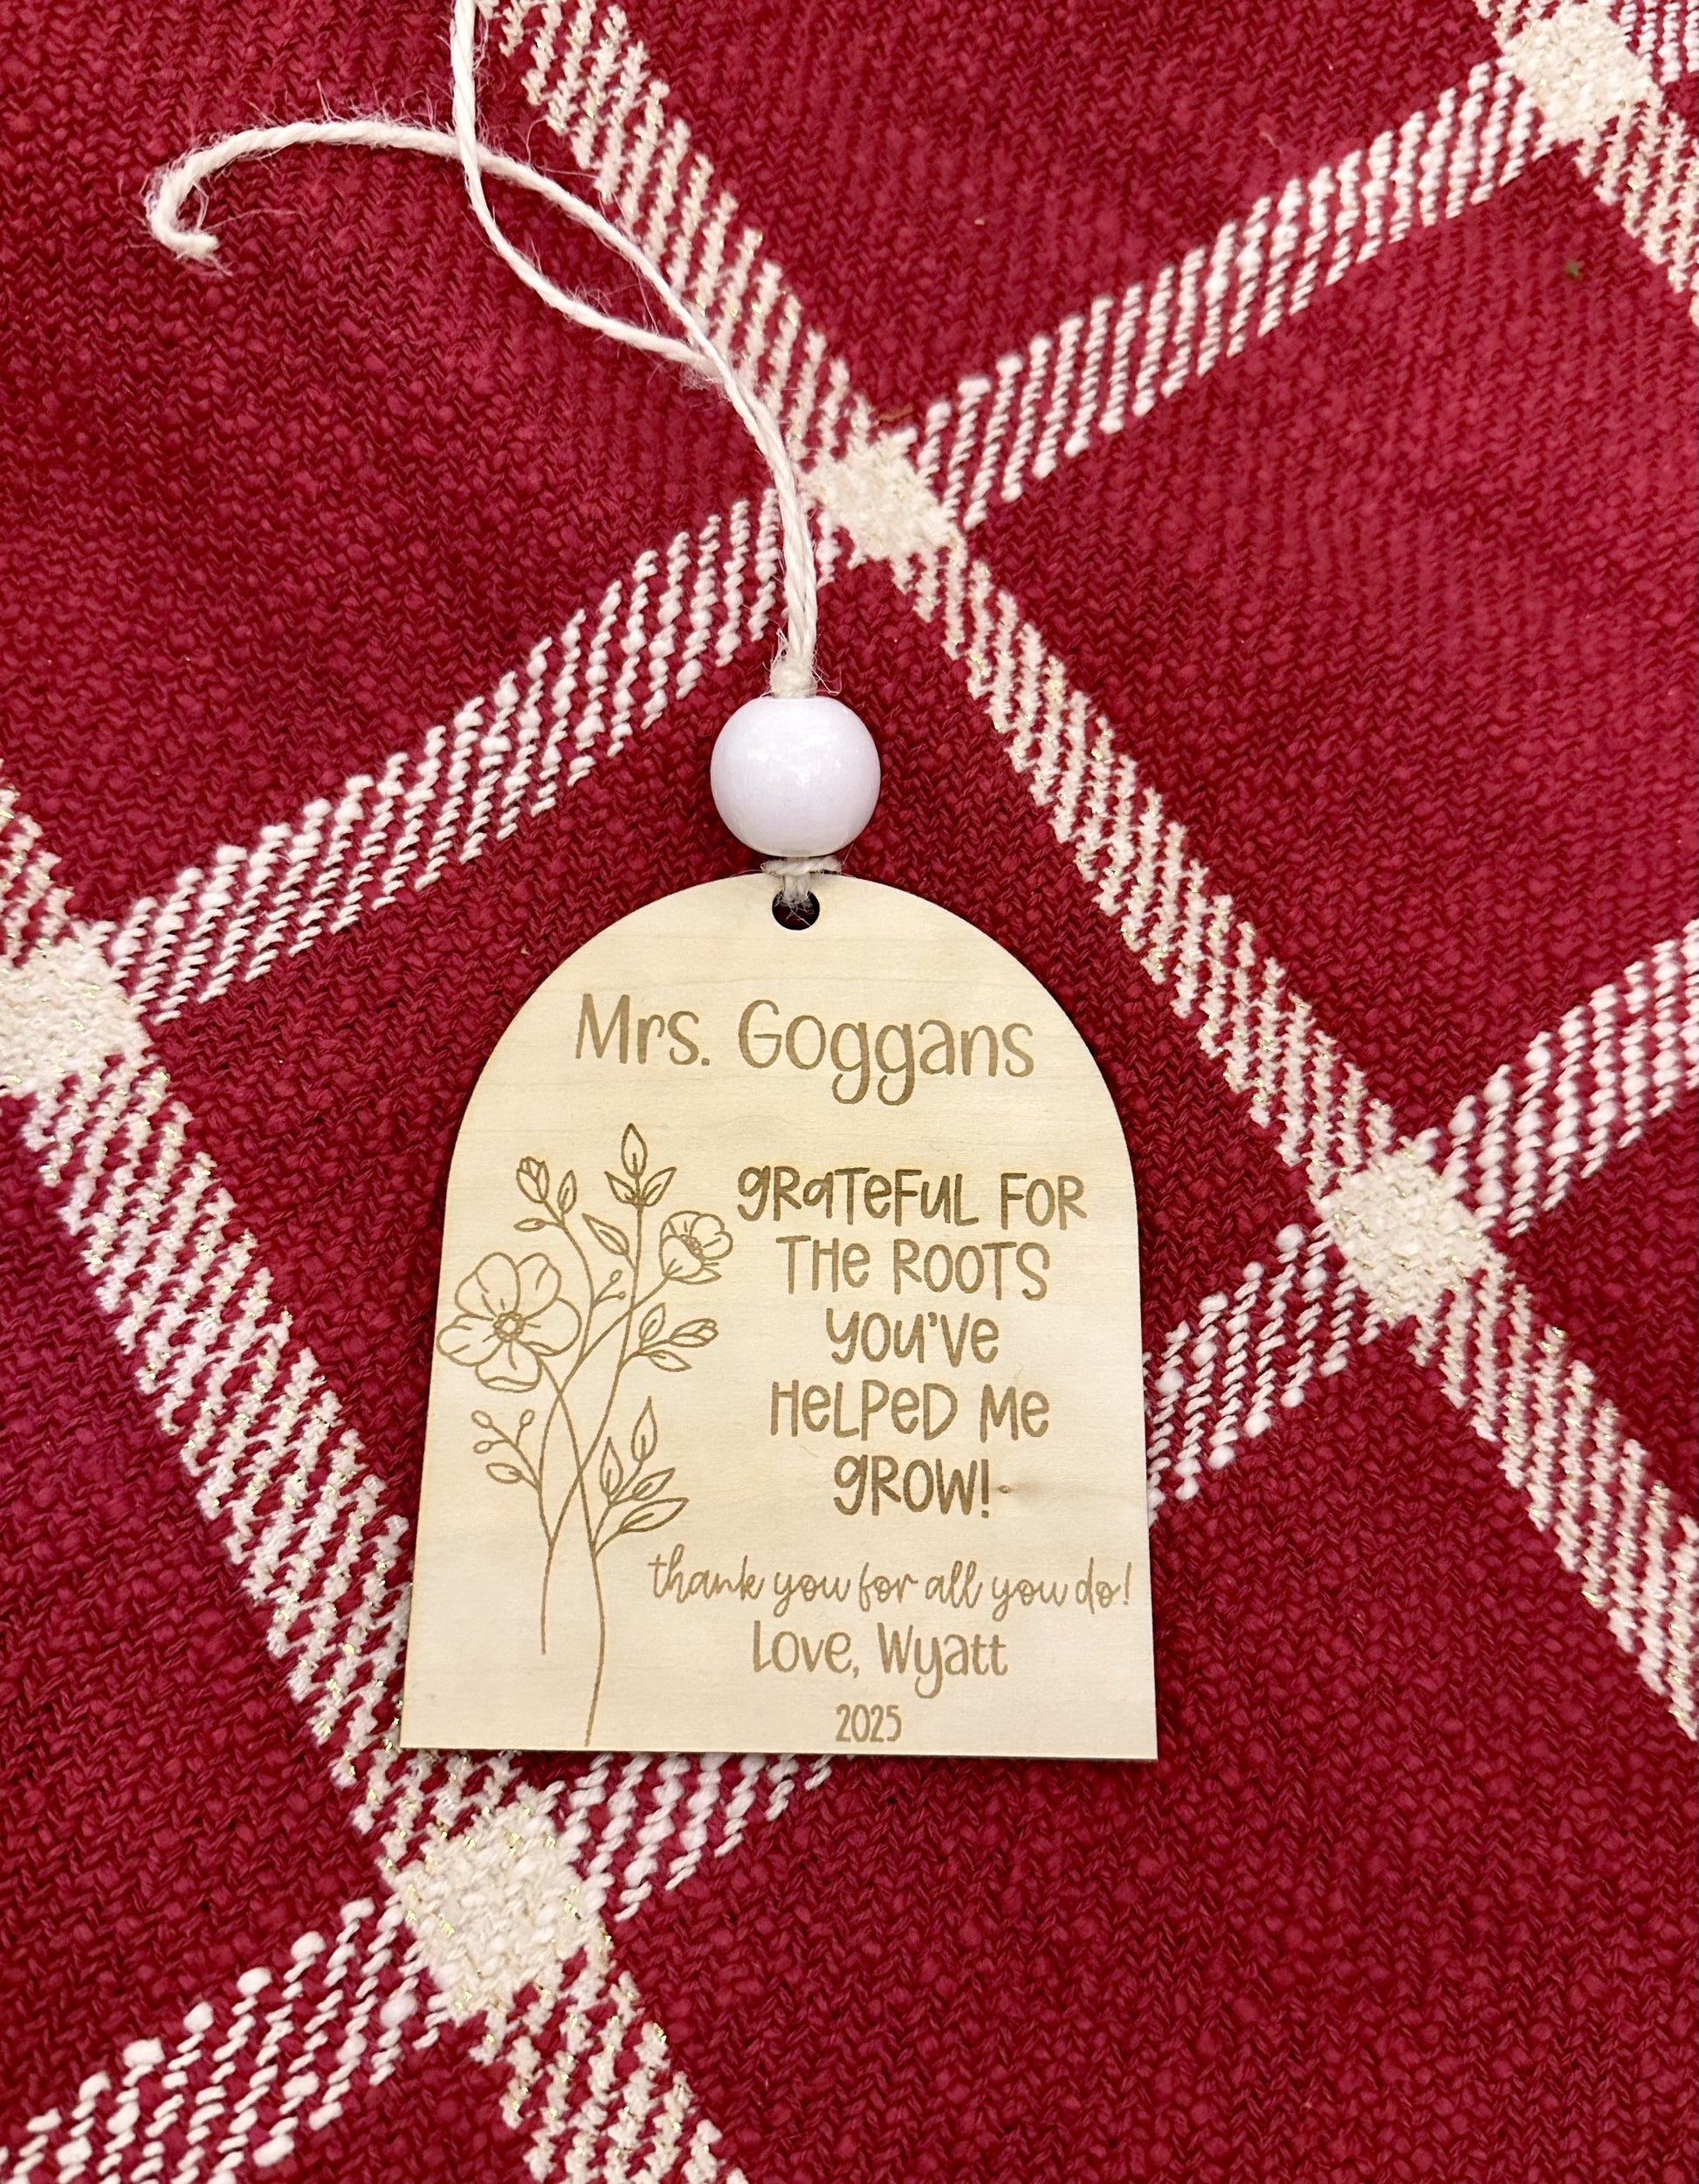 Mrs. Goggans
gRaTeFUL FOR
THe ROOTS
you've
HeLPeD Me
gROW!
thank you for all you do!
Love, Wyatt
2025